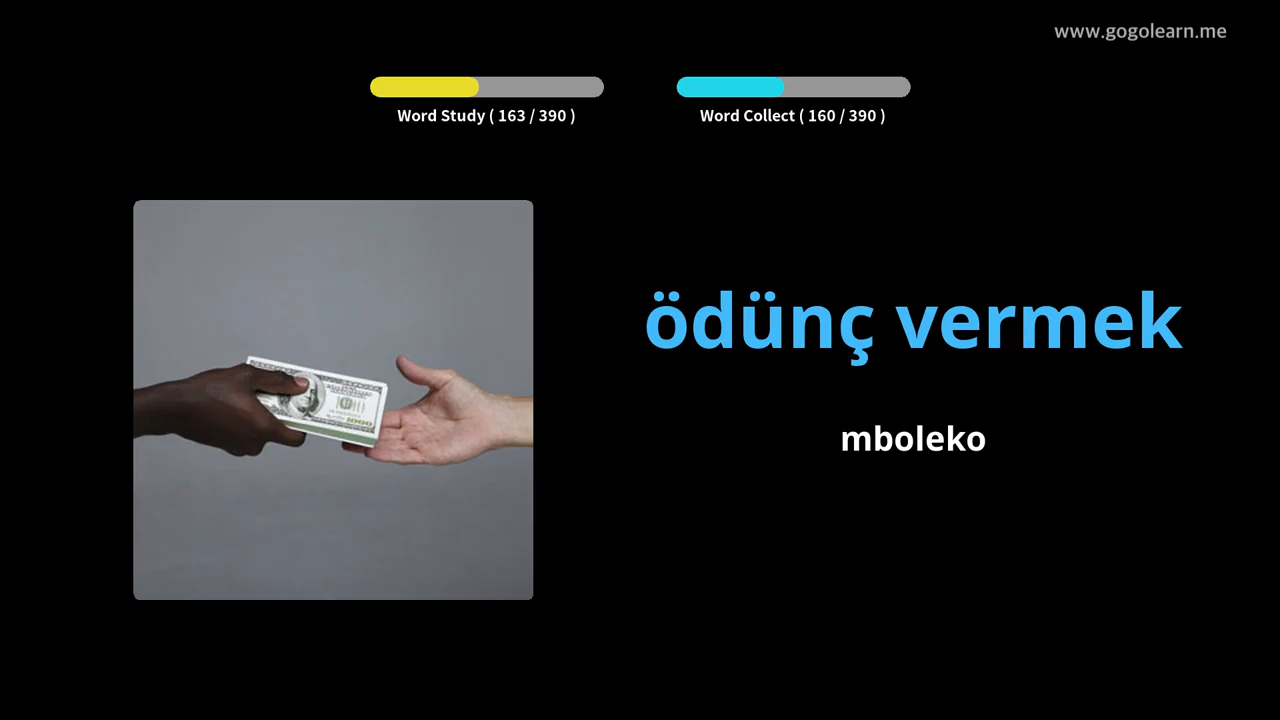 www.gogolearn.me
Word Study ( 163 / 390 )
Word Collect ( 160 / 390 )
ödünç vermek
mboleko